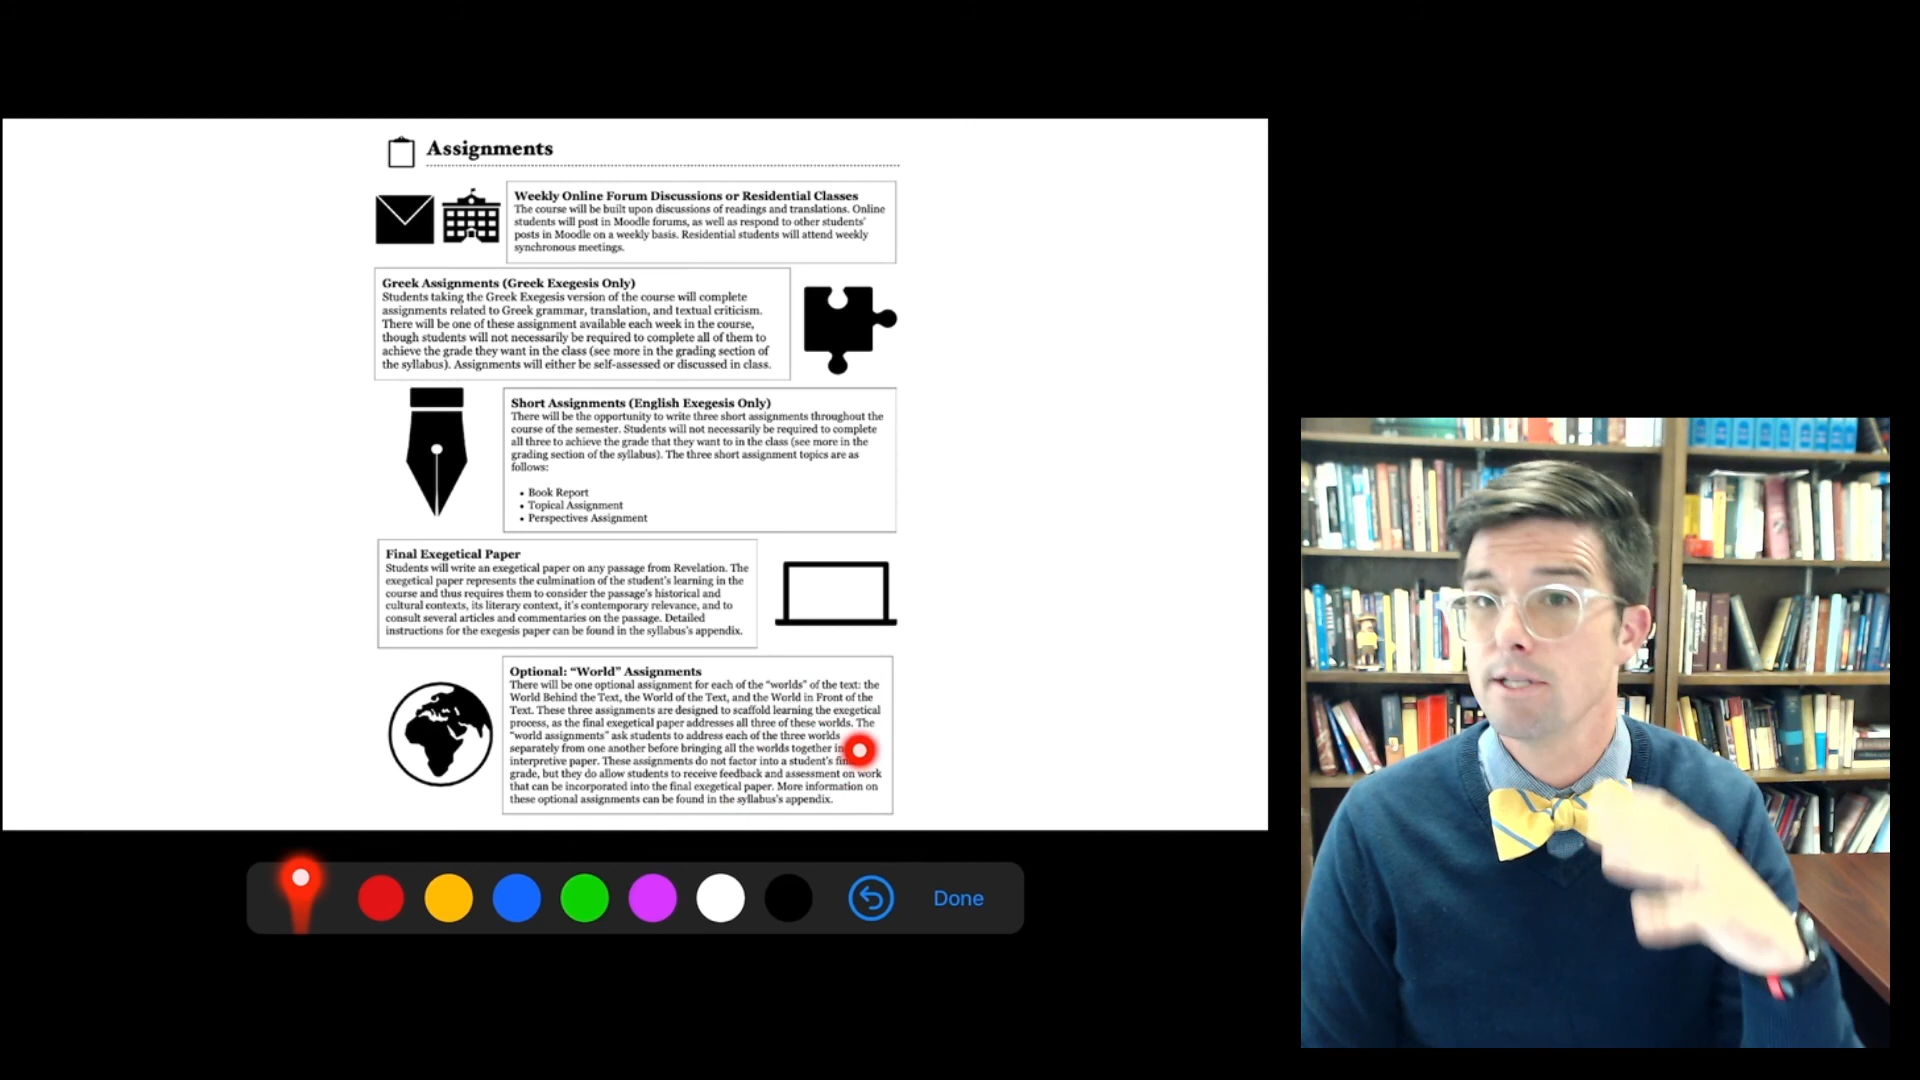 Assignments
Weekly Online Forum Discussions or Residential Classes
The course will be built upon discussions of readings and translations. Online
students will post in Moodle forums, as well as respond to other students'
posts in Moodle on a weekly basis. Residential students will attend weekly
synchronous meetings.
Greek Assignments (Greek Exegesis Only)
Students taking the Greek Exegesis version of the course will complete
assignments related to Greek grammar, translation, and textual criticism.
There will be one of these assignment available each week in the course,
though students will not necessarily be required to complete all of them to
achieve the grade they want in the class (see more in the grading section of
the syllabus). Assignments will either be self-assessed or discussed in class.
Short Assignments (English Exegesis Only)
There will be the opportunity to write three short assignments throughout the
course of the semester. Students will not necessarily be required to complete
all three to achieve the grade that they want to in the class (see more in the
grading section of the syllabus). The three short assignment topics are as
follows:
• Book Report
• Topical Assignment
• Perspectives Assignment
Final Exegetical Paper
Students will write an exegetical paper on any passage from Revelation. The
exegetical paper represents the culmination of the student's learning in the
course and thus requires them to consider the passage's historical and
cultural contexts, its literary context, it's contemporary relevance, and to
consult several articles and commentaries on the passage. Detailed
instructions for the exegesis paper can be found in the syllabus's appendix.
Optional: "World" Assignments
There will be one optional assignment for each of the "worlds" of the text: the
World Behind the Text, the World of the Text, and the World in Front of the
Text. These three assignments are designed to scaffold learning the exegetical
process, as the final exegetical paper addresses all three of these worlds. The
"world assignments" ask students to address each of the three worlds
separately from one another before bringing all the worlds together in
interpretive paper. These assignments do not factor into a student's
grade, but they do allow students to receive feedback and assessment on work
that can be incorporated into the final exegetical paper. More information on
these optional assignments can be found in the syllabus's appendix.
Done